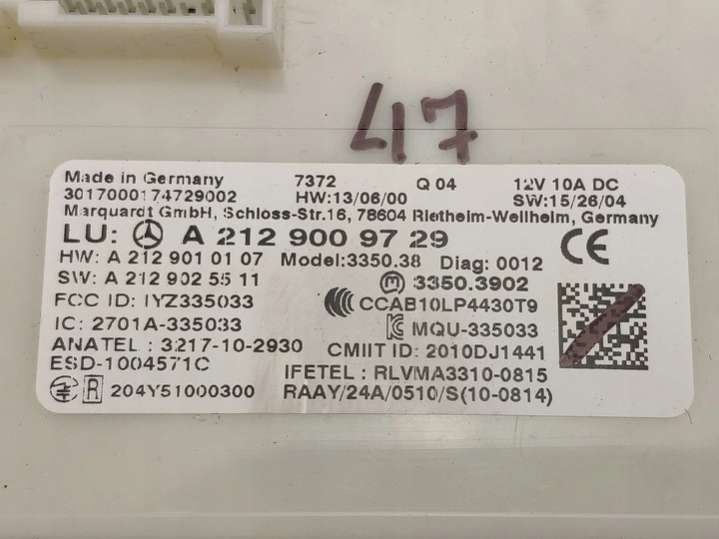 47
Made in Germany 7372 Q 04 12V 10A DC
3017000174729002 HW:13/06/00 SW:15/26/04
Marquardt GmbH, Schloss-Str.16, 78604 Rietheim-Weilheim, Germany
LU: A 212 900 97 29 CE
HW: A 212 901 01 07 Model:3350.38 Diag: 0012
SW: A 212 902 55 11 3350.3902
FCC ID: IYZ335033 CCAB10LP4430T9
IC: 2701A-335033 MQU-335033
ANATEL : 3217-10-2930 CMIIT ID: 2010DJ1441
ESD-1004571C IFETEL : RLVMA3310-0815
R 204Y51000300 RAAY/24A/0510/S(10-0814)